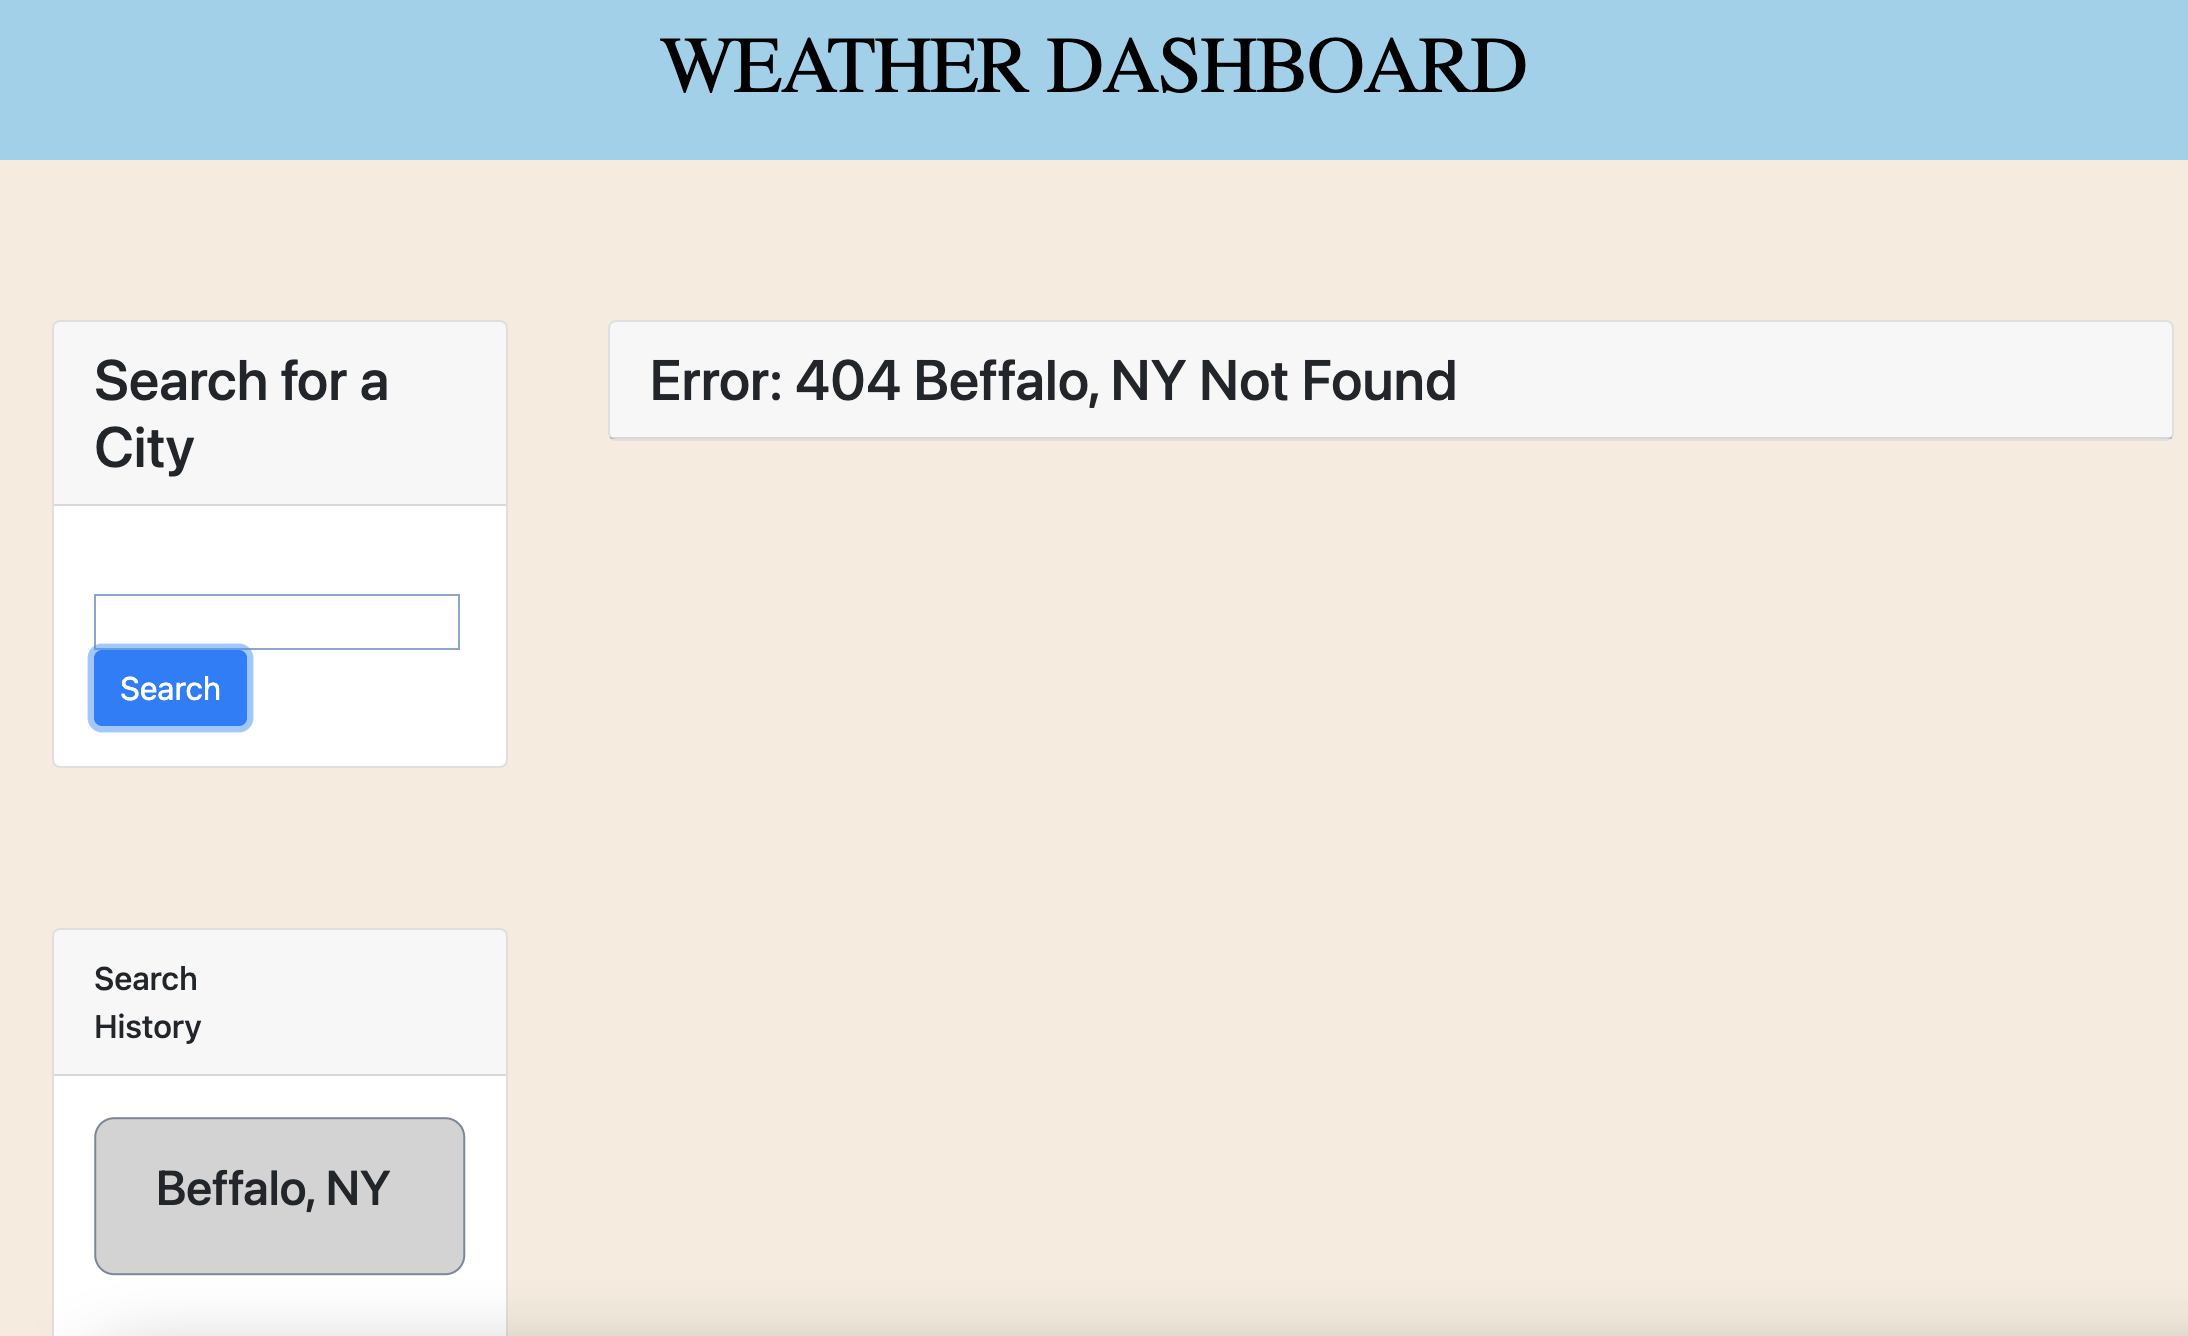 WEATHER DASHBOARD
Search for a
City
Search
Error: 404 Beffalo, NY Not Found
Search
History
Beffalo, NY